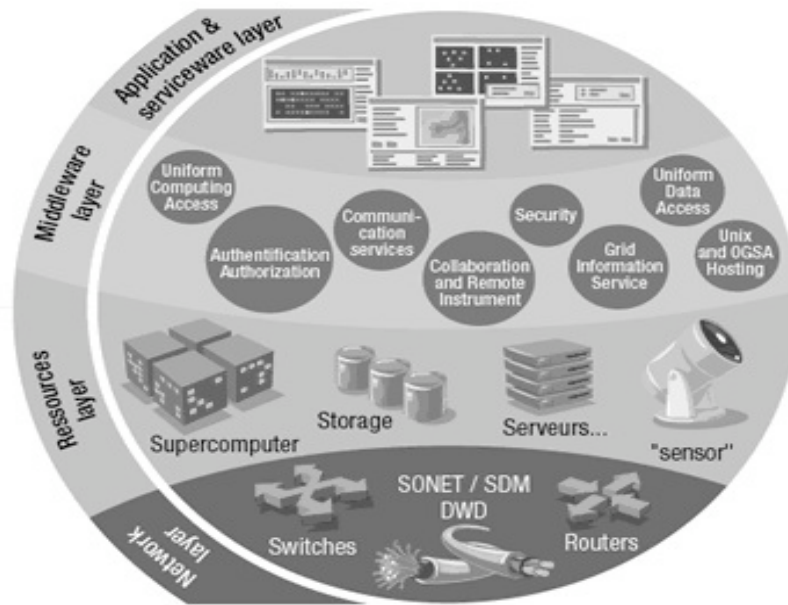 Application &
serviceware layer
Middleware
layer
Uniform
Computing
Access
Authentification
Authorization
Communi-
cation
services
Collaboration
and Remote
Instrument
Security
Grid
Information
Service
Uniform
Data
Access
Unix
and OGSA
Hosting
Ressources
layer
Supercomputer
Storage
Serveurs...
"sensor"
Network
layer
Switches
SONET / SDM
DWD
Routers